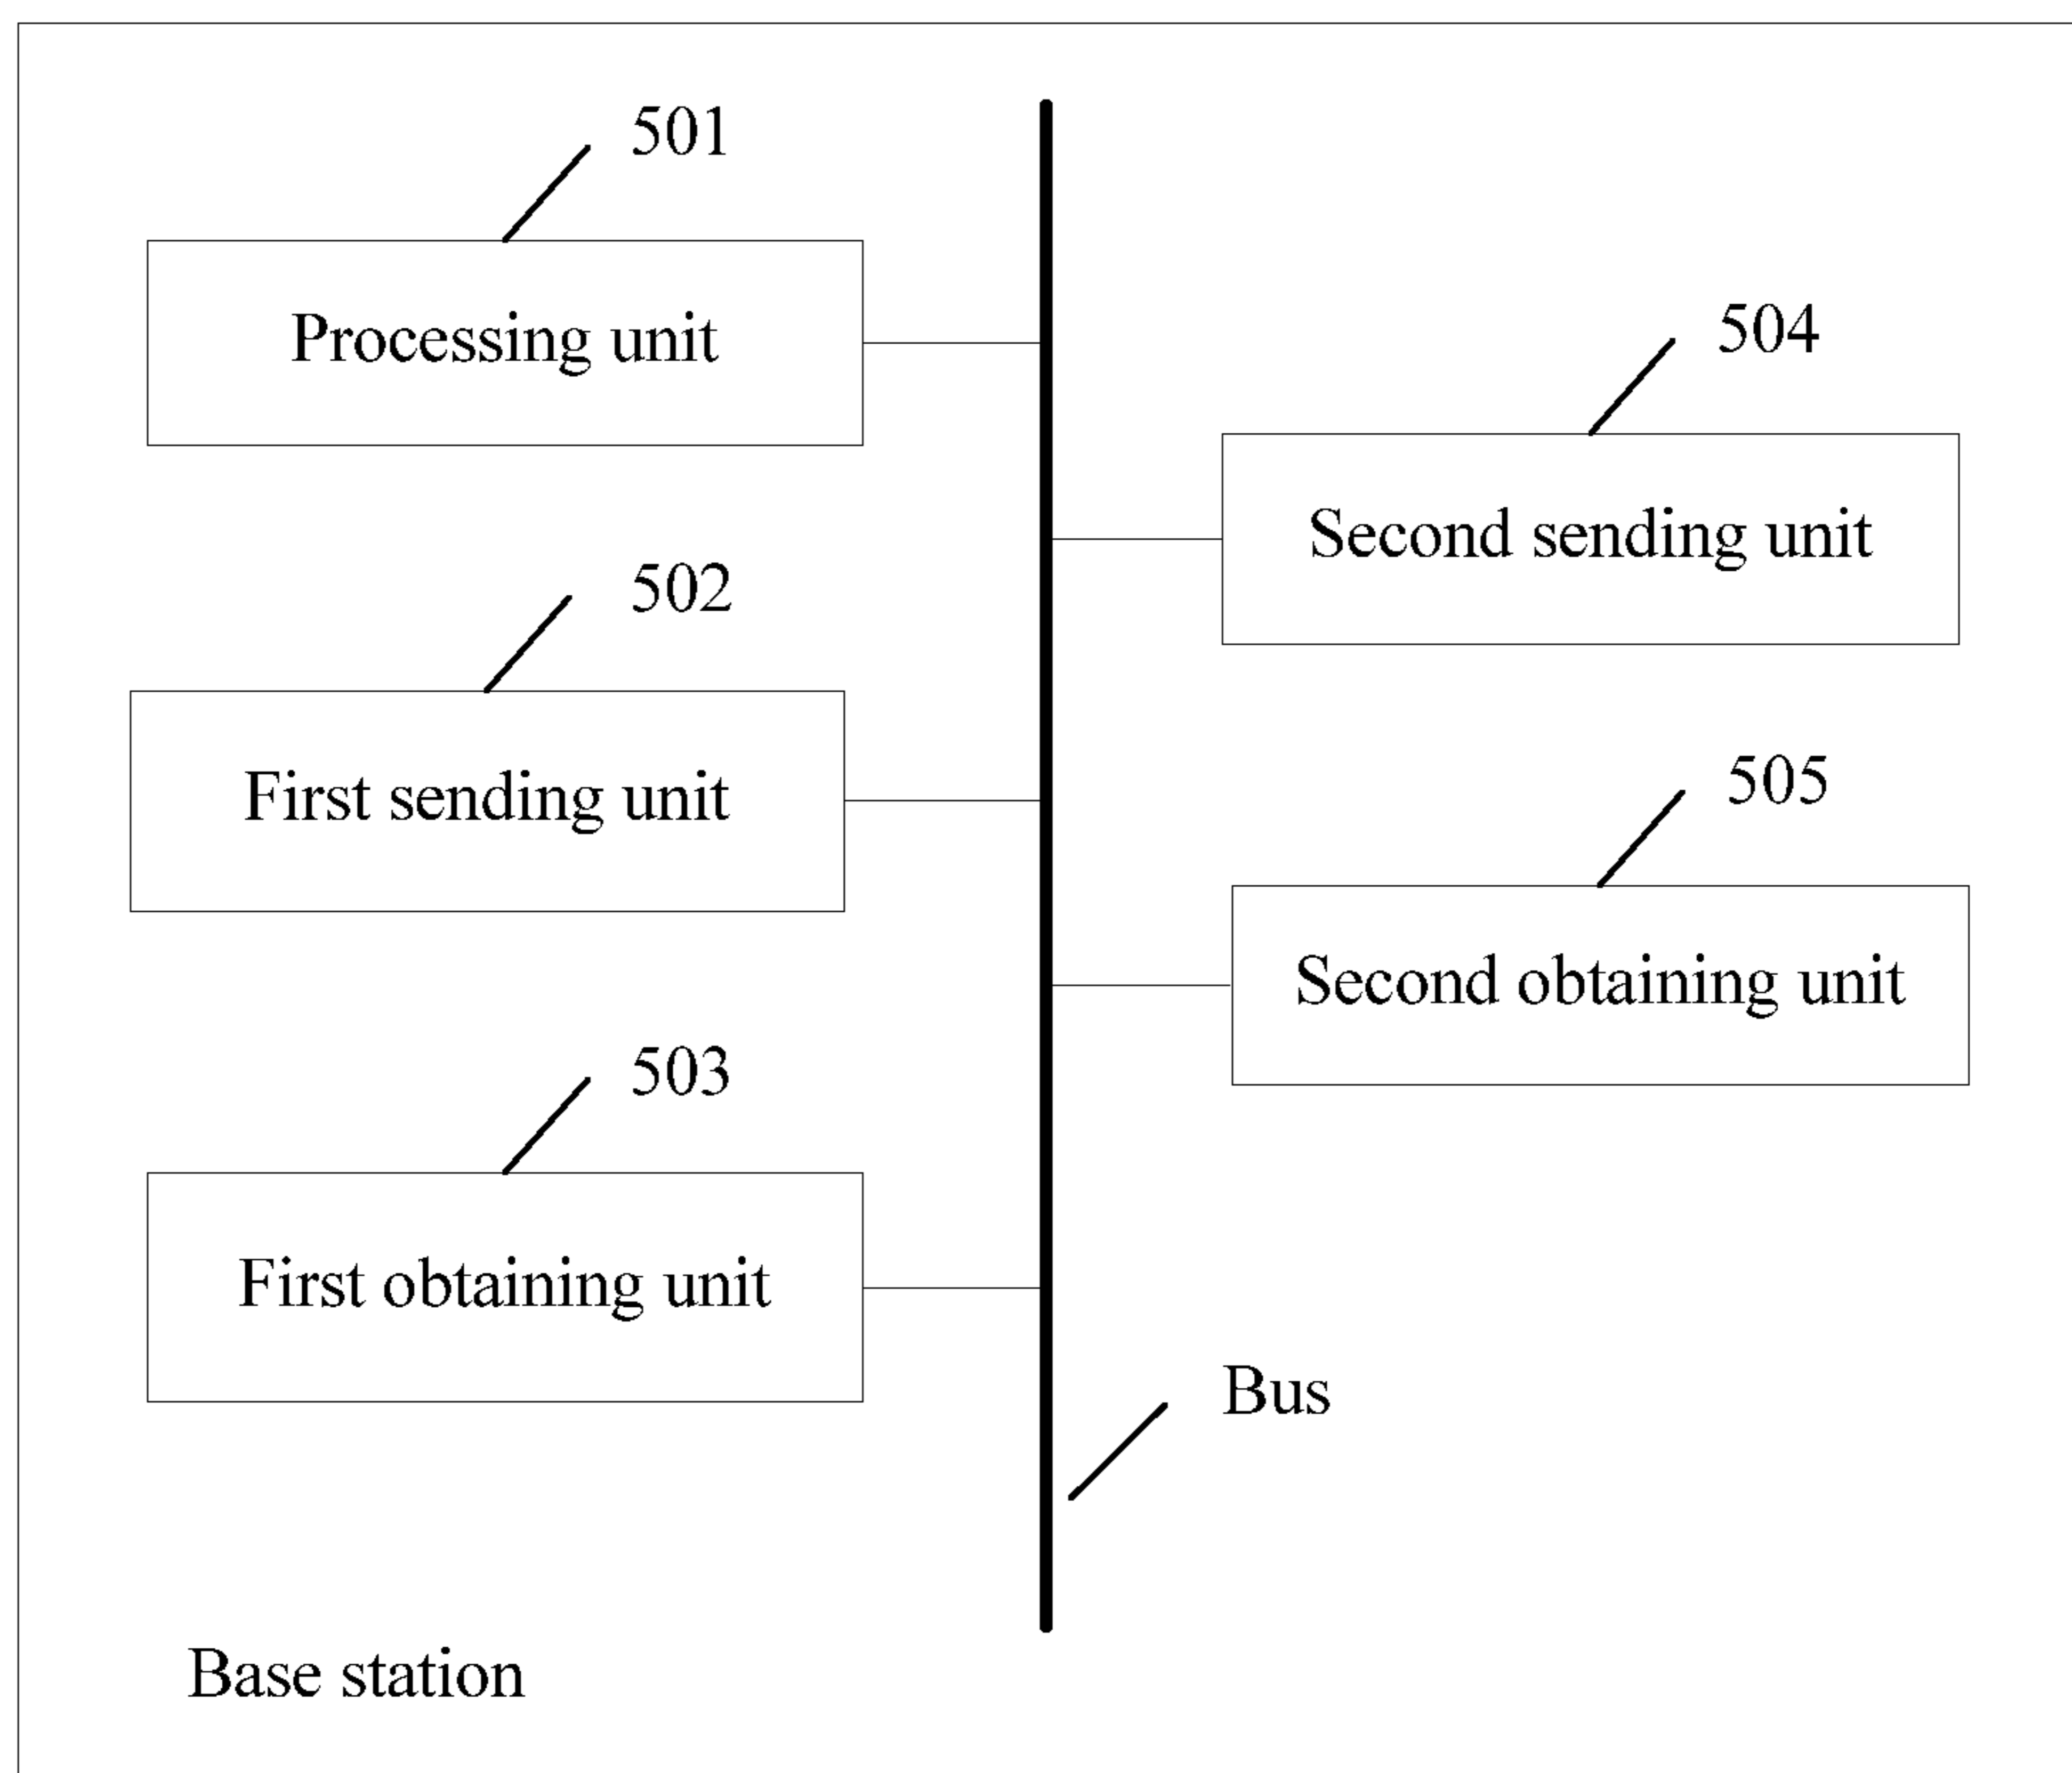 501
Processing unit
504
Second sending unit
502
First sending unit
505
Second obtaining unit
503
First obtaining unit
Bus
Base station